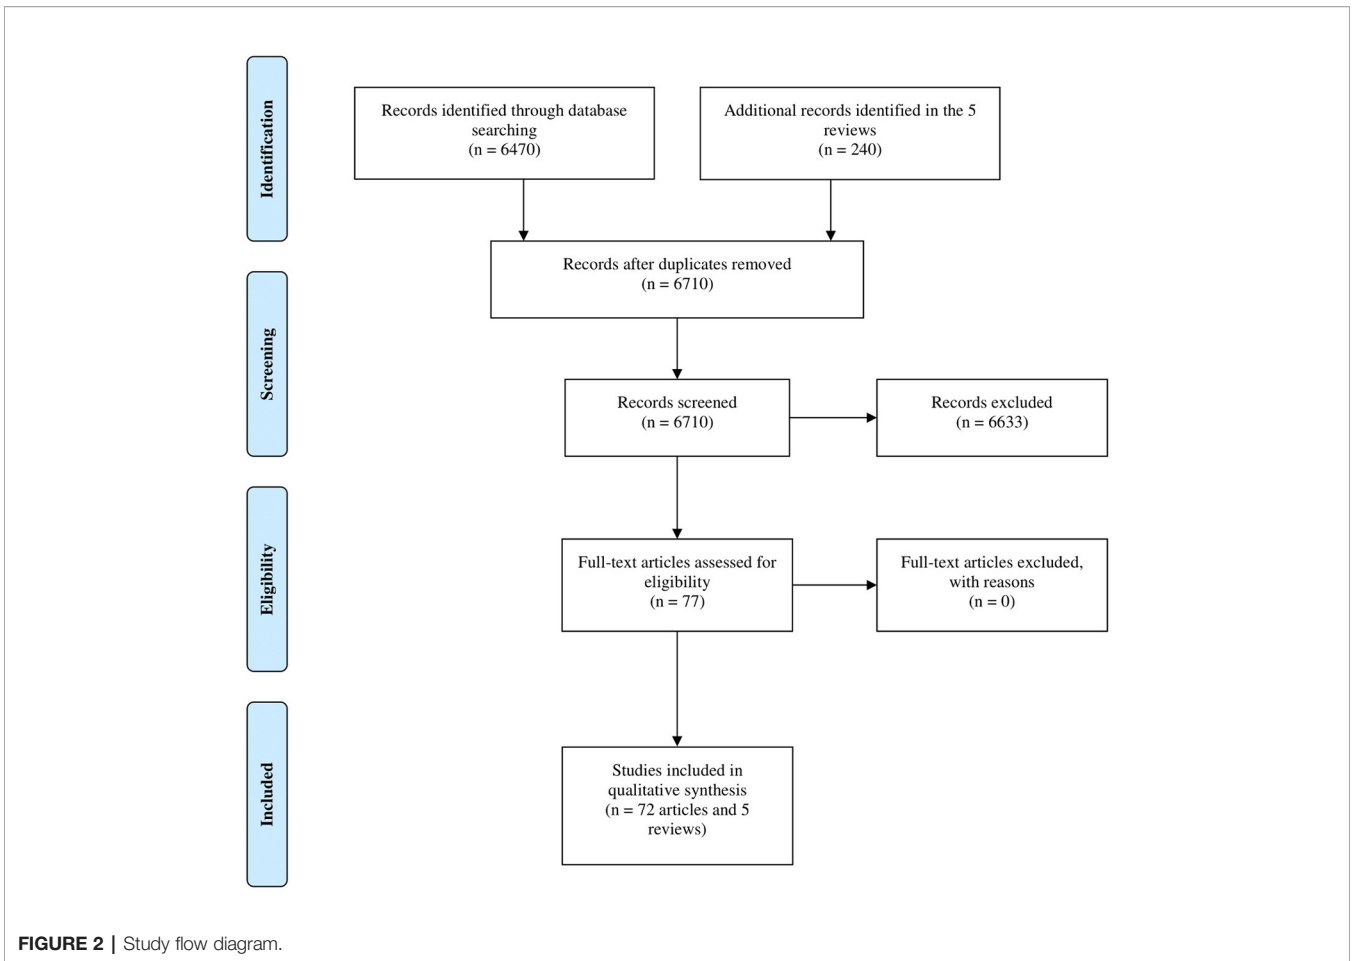 Identification
Records identified through database
searching
(n = 6470)
Additional records identified in the 5
reviews
(n = 240)
Records after duplicates removed
(n = 6710)
Screening
Records screened
(n = 6710)
Records excluded
(n = 6633)
Eligibility
Full-text articles assessed for
eligibility
(n = 77)
Full-text articles excluded,
with reasons
(n = 0)
Included
Studies included in
qualitative synthesis
(n = 72 articles and 5
reviews)
FIGURE 2 | Study flow diagram.